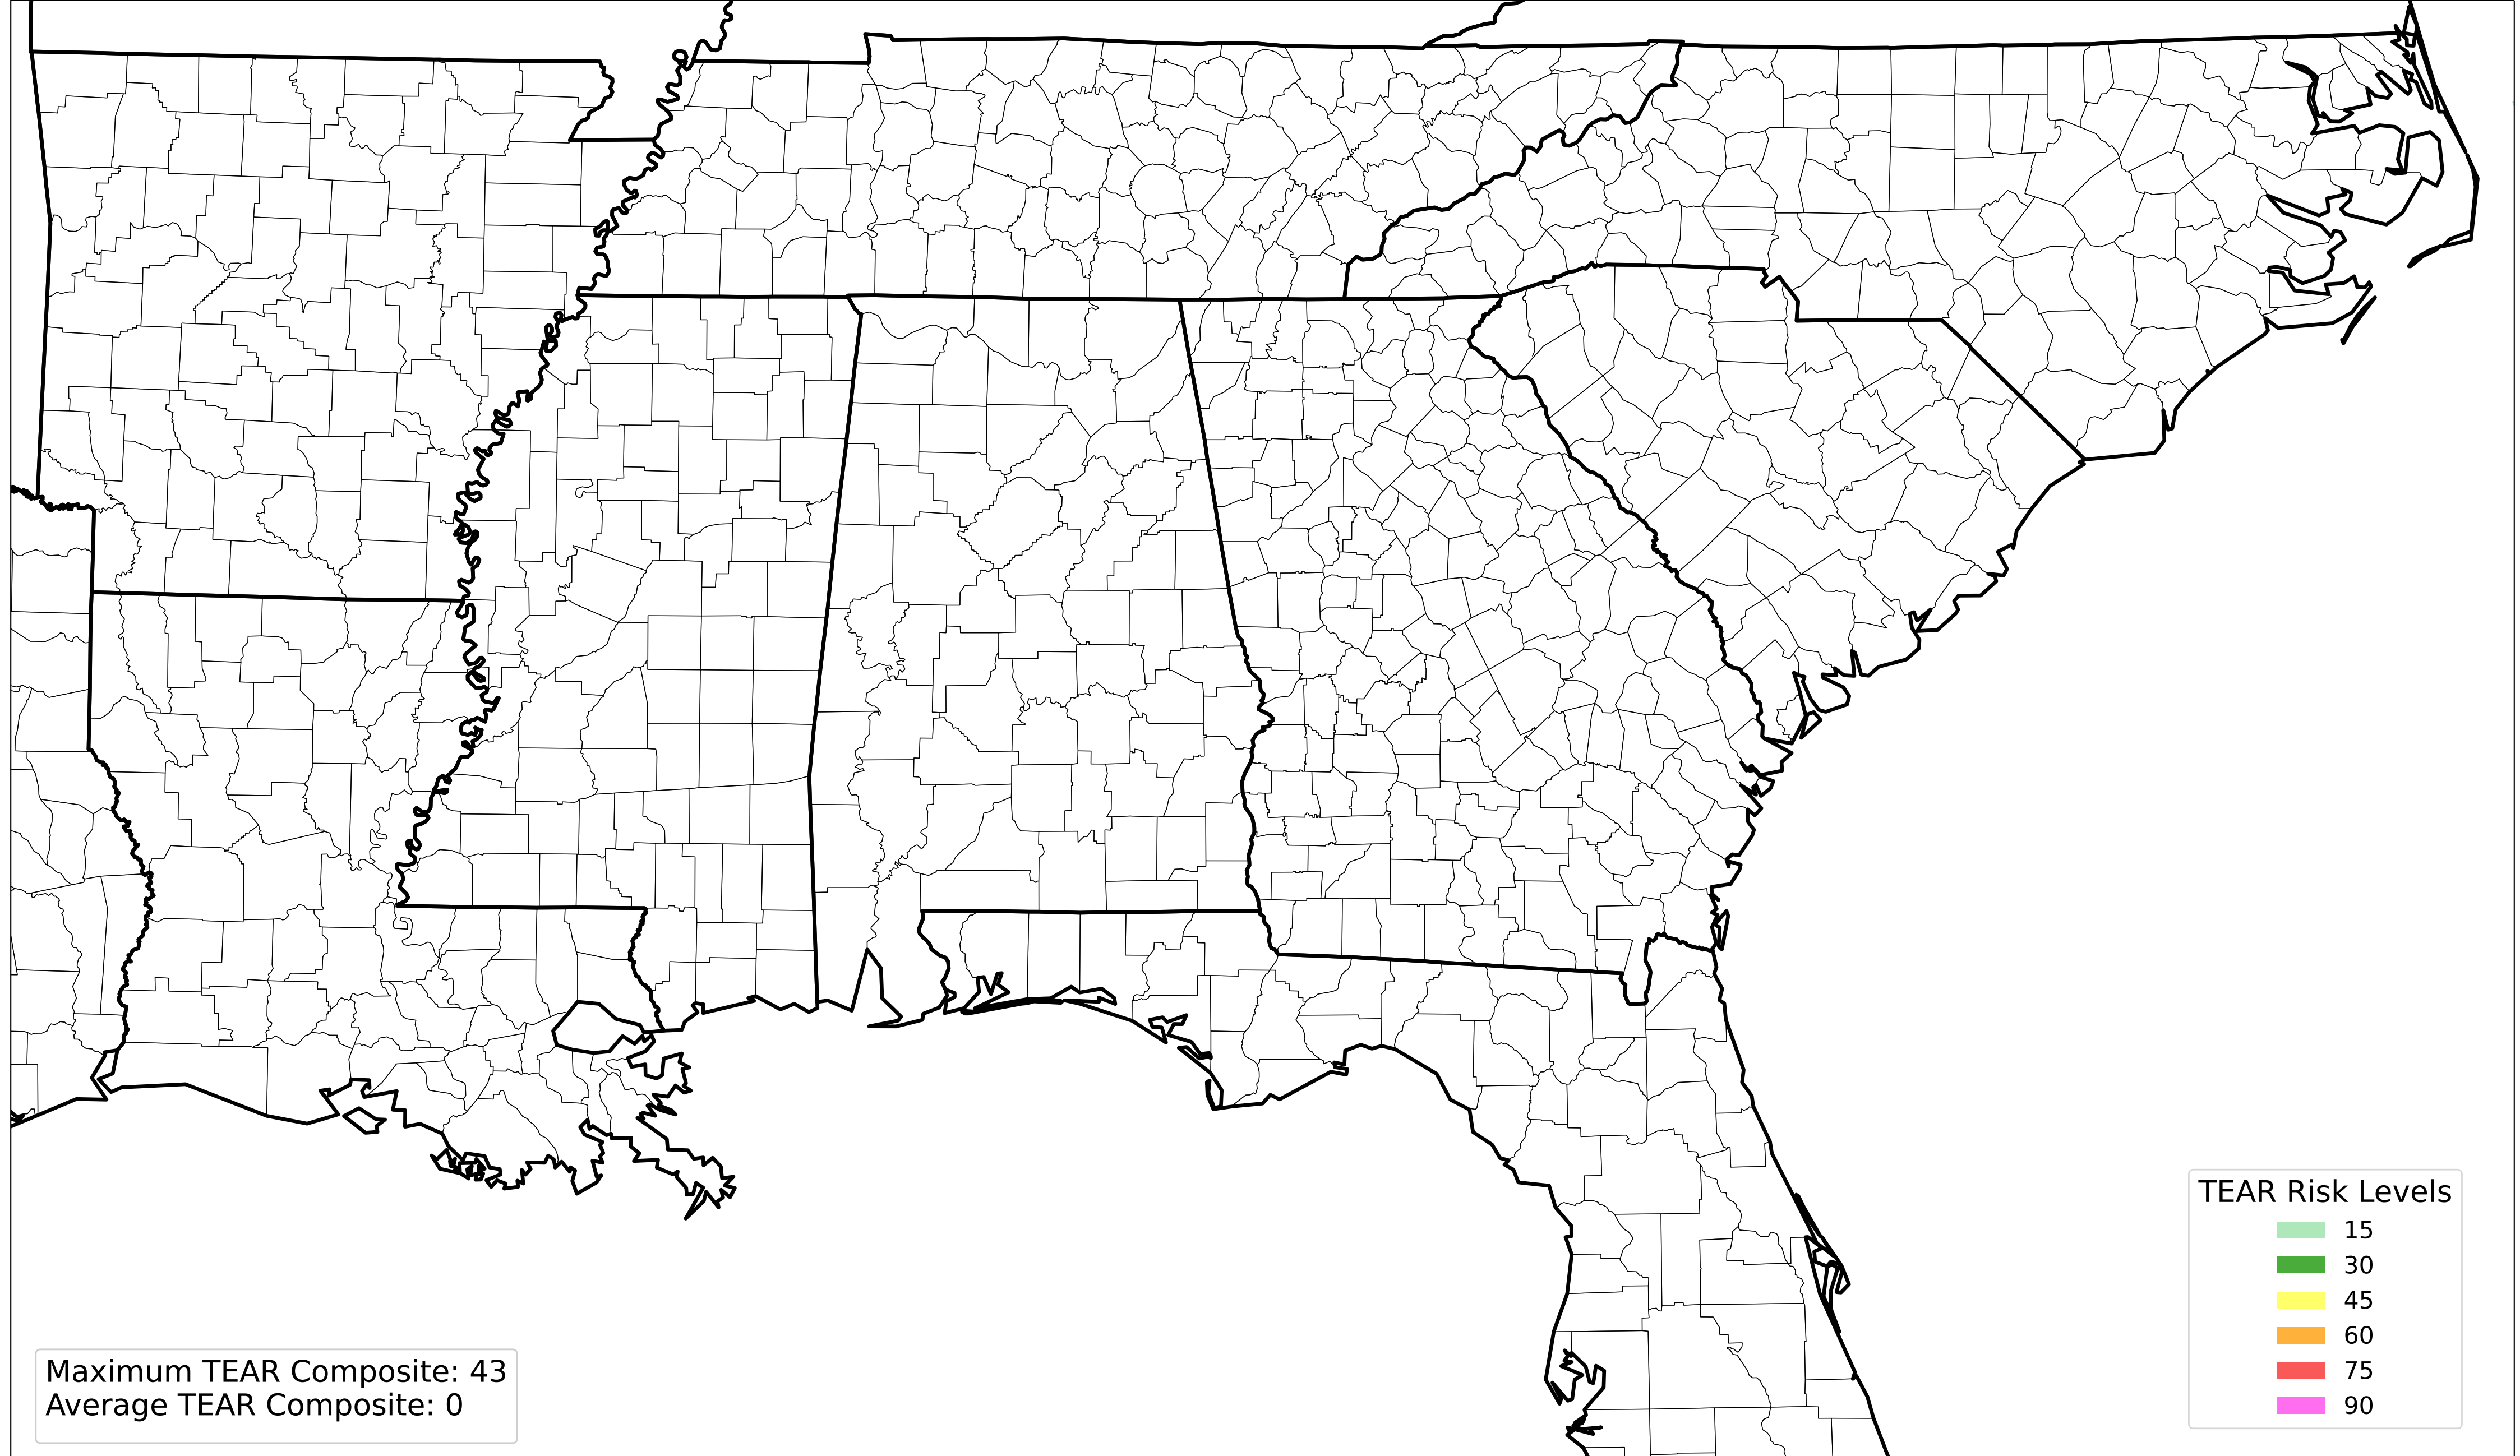 TEAR Risk Levels
15
30
45
60
75
90
Maximum TEAR Composite: 43
Average TEAR Composite: 0